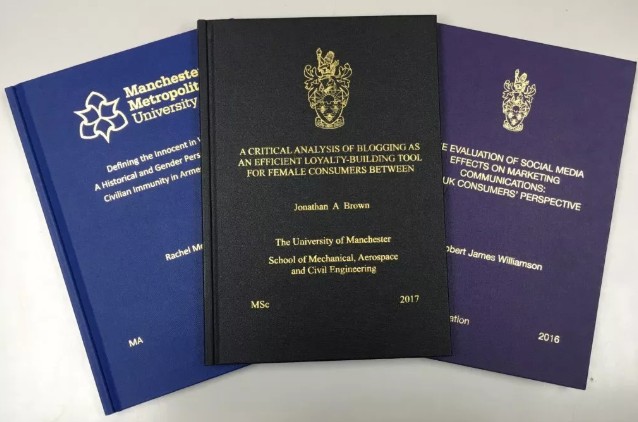 Manchester
Metropolit
University
Defining the Innocent in
A Historical and Gender Pers
Civilian Immunity in Arme
Rachel Me
MA
A CRITICAL ANALYSIS OF BLOGGING AS
AN EFFICIENT LOYALTY-BUILDING TOOL
FOR FEMALE CONSUMERS BETWEEN
Jonathan A Brown
The University of Manchester
School of Mechanical, Aerospace
and Civil Engineering
MSc 2017
E EVALUATION OF SOCIAL MEDIA
EFFECTS ON MARKETING
COMMUNICATIONS:
UK CONSUMERS' PERSPECTIVE
obert James Williamson
ation 2016